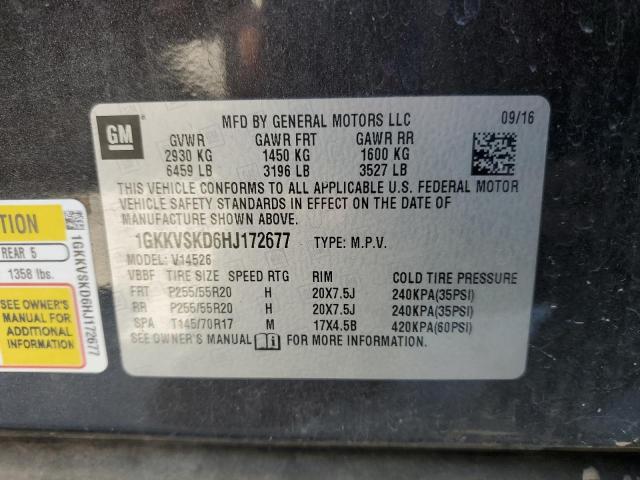 MFD BY GENERAL MOTORS LLC 09/16
GM
GVWR GAWR FRT GAWR RR
2930 KG 1450 KG 1600 KG
6459 LB 3196 LB 3527 LB
THIS VEHICLE CONFORMS TO ALL APPLICABLE U.S. FEDERAL MOTOR
VEHICLE SAFETY STANDARDS IN EFFECT ON THE DATE OF
MANUFACTURE SHOWN ABOVE.
1GKKVSKD6HJ172677 TYPE: M.P.V.
MODEL: V14526
VBBF TIRE SIZE SPEED RTG RIM COLD TIRE PRESSURE
FRT P255/55R20 H 20X7.5J 240KPA(35PSI)
RR P255/55R20 H 20X7.5J 240KPA(35PSI)
SPA T145/70R17 M 17X4.5B 420KPA(60PSI)
SEE OWNER'S MANUAL i FOR MORE INFORMATION.
TION
REAR 5
1358 lbs.
SEE OWNER'S
MANUAL FOR
ADDITIONAL
INFORMATION
1GKKVSKD6HJ172677